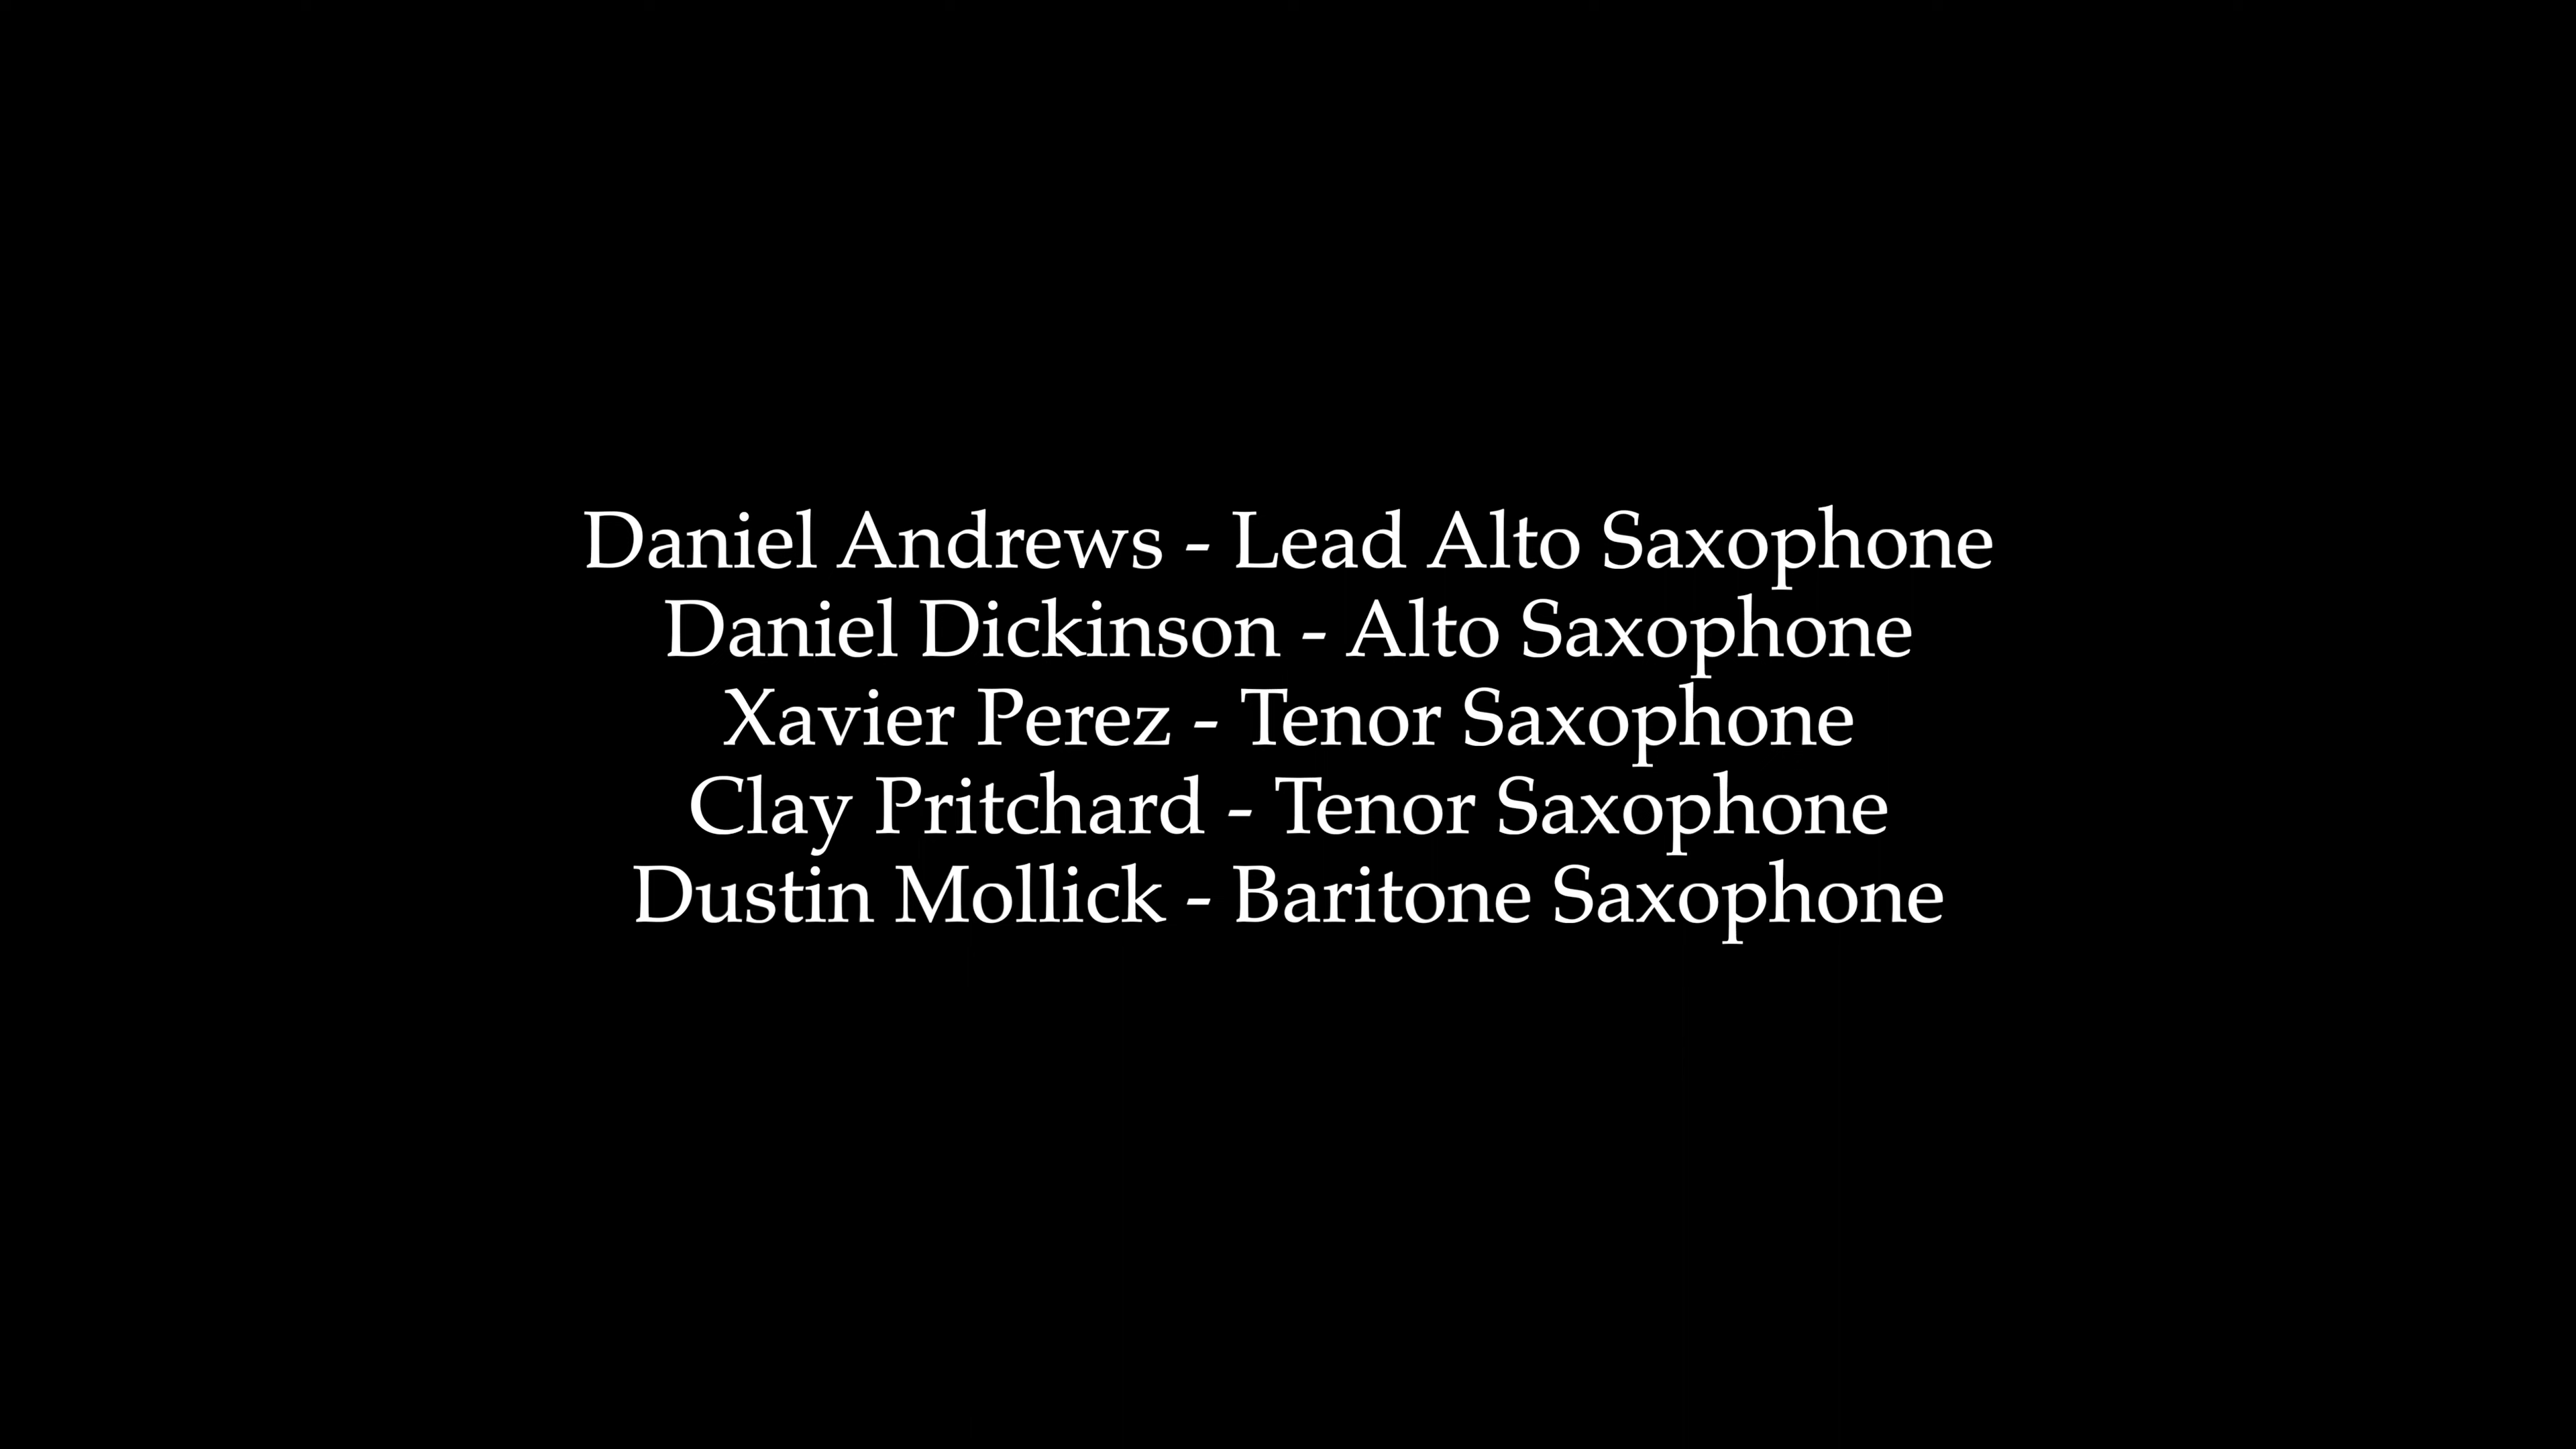 Daniel Andrews - Lead Alto Saxophone
Daniel Dickinson - Alto Saxophone
Xavier Perez - Tenor Saxophone
Clay Pritchard - Tenor Saxophone
Dustin Mollick - Baritone Saxophone